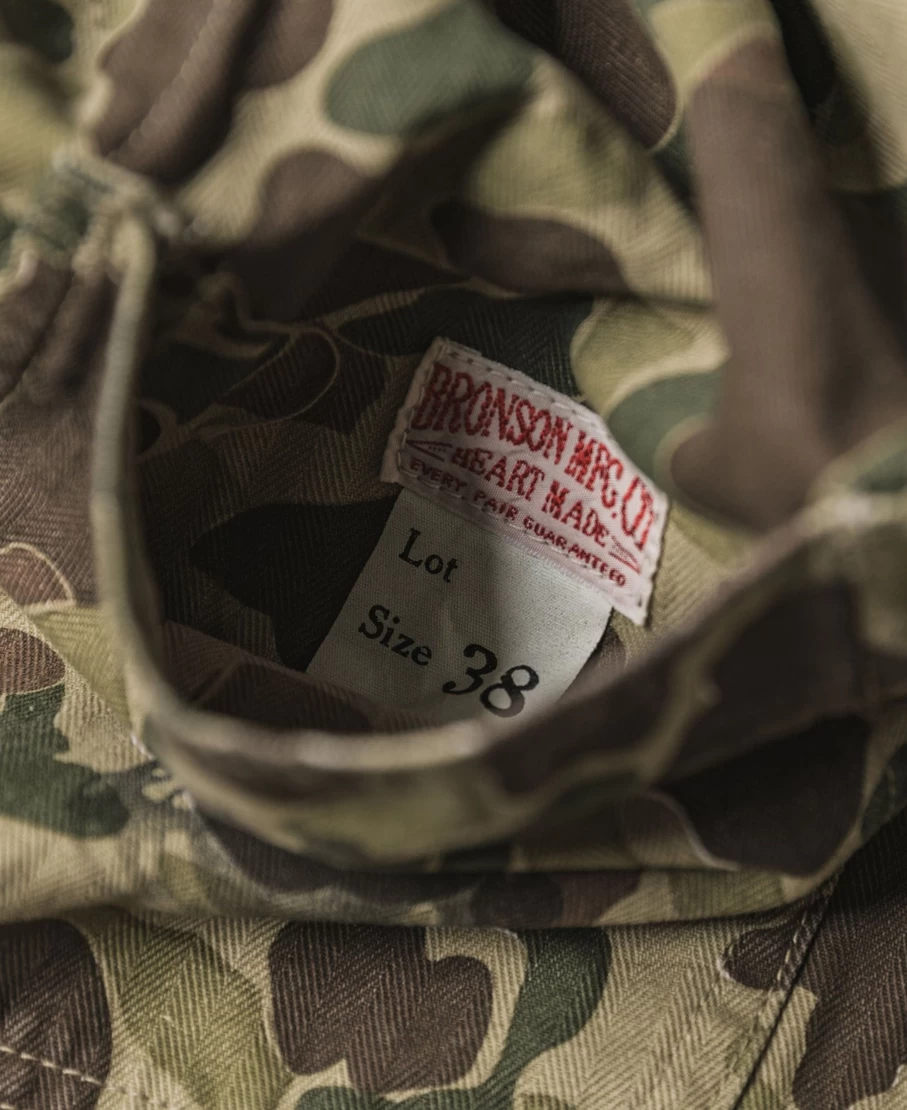 BRONSON MFG. CO
HEART MADE
EVERY PAIR GUARANTEED
Lot
Size 38